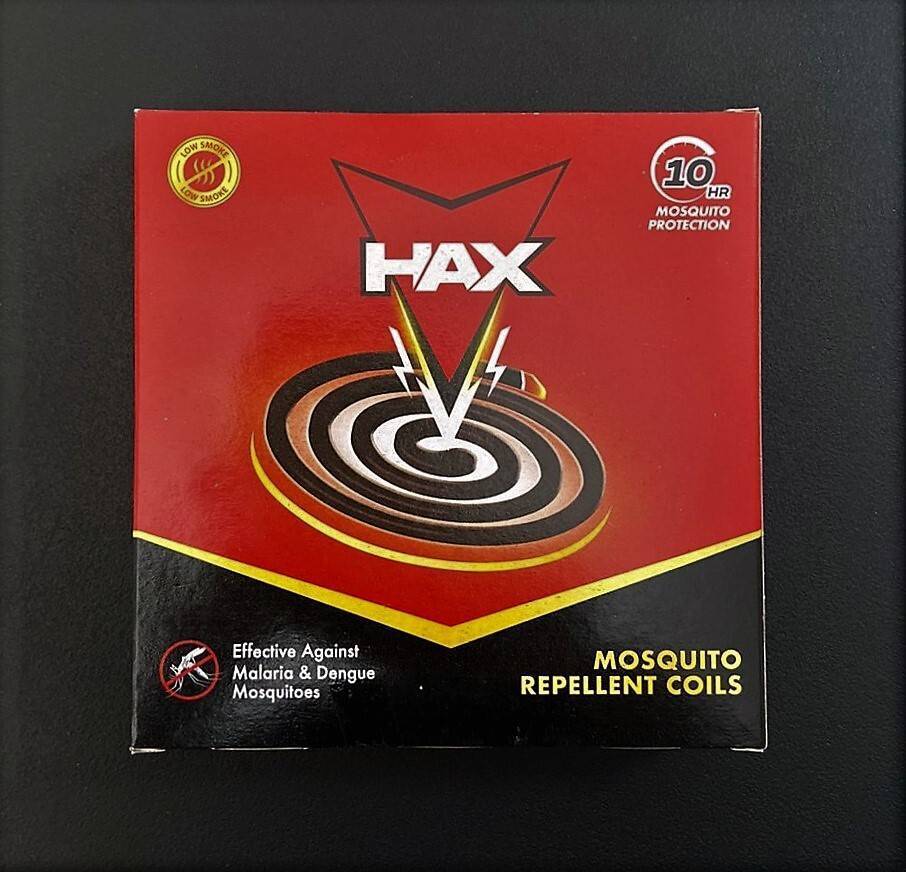 LOW SMOKE
LOW SMOKE
10
HR
MOSQUITO
PROTECTION
HAX
Effective Against
Malaria & Dengue
Mosquitoes
MOSQUITO
REPELLENT COILS